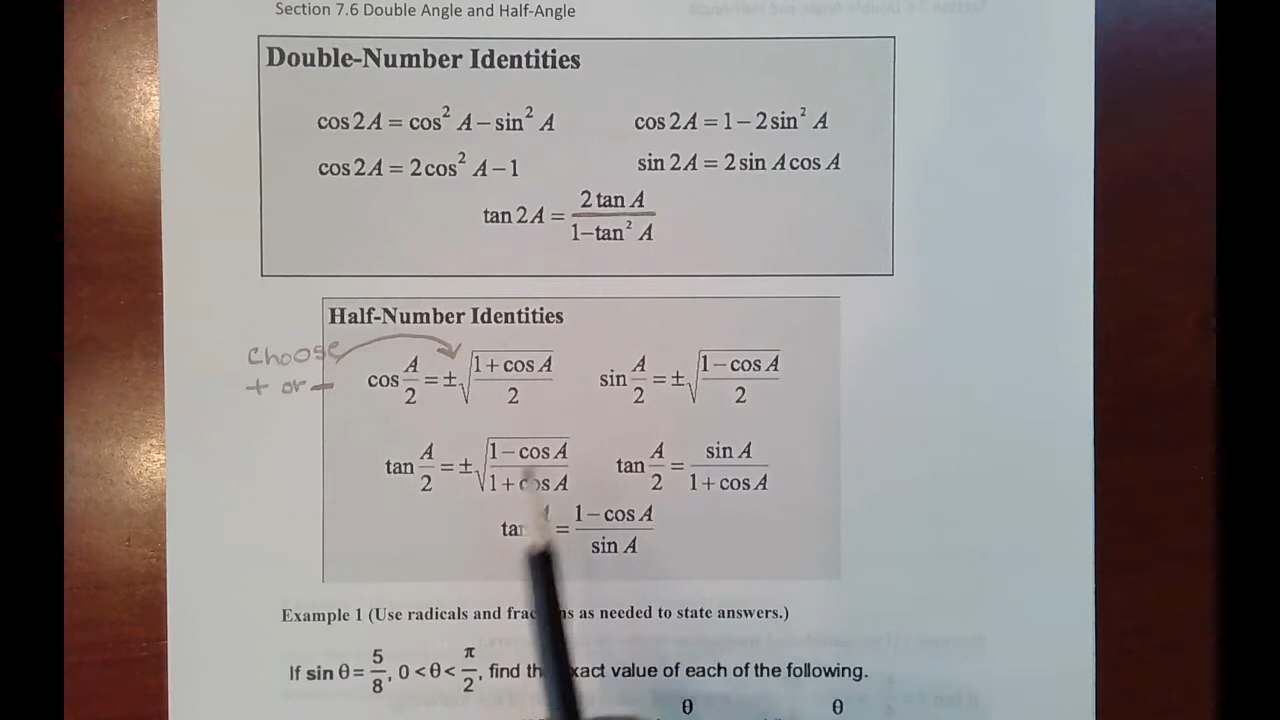 Section 7.6 Double Angle and Half-Angle
Double-Number Identities
cos 2A = cos² A − sin² A
cos 2A = 1 − 2 sin² A
cos 2A = 2 cos² A − 1
sin 2A = 2 sin A cos A
tan 2A = 2 tan A / 1−tan² A
Half-Number Identities
Choose
+ or −
cos A/2 = ±√(1 + cos A / 2)
sin A/2 = ±√(1 − cos A / 2)
tan A/2 = ±√(1 − cos A / 1 + cos A)
tan A/2 = sin A / 1 + cos A
= 1 − cos A / sin A
Example 1 (Use radicals and as needed to state answers.)
If sin θ = 5/8, 0 < θ < π/2, find value of each of the following.
θ θ